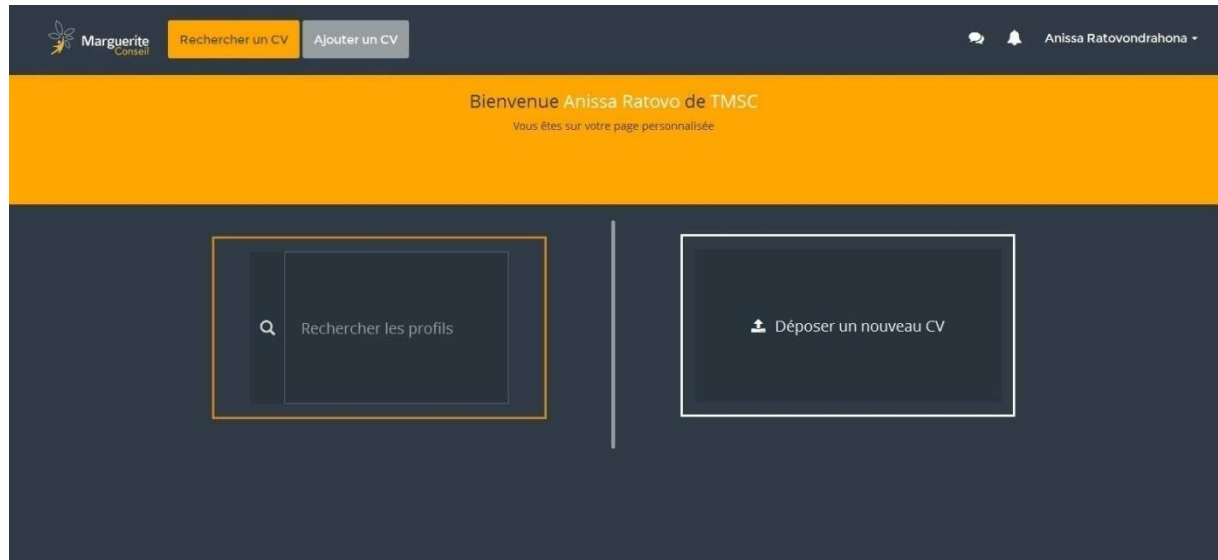 Marguerite
Conseil
Rechercher un CV
Ajouter un CV
Anissa Ratovondrahona
Bienvenue Anissa Ratovo de TMSC
Vous êtes sur votre page personnalisée
Rechercher les profils
Déposer un nouveau CV